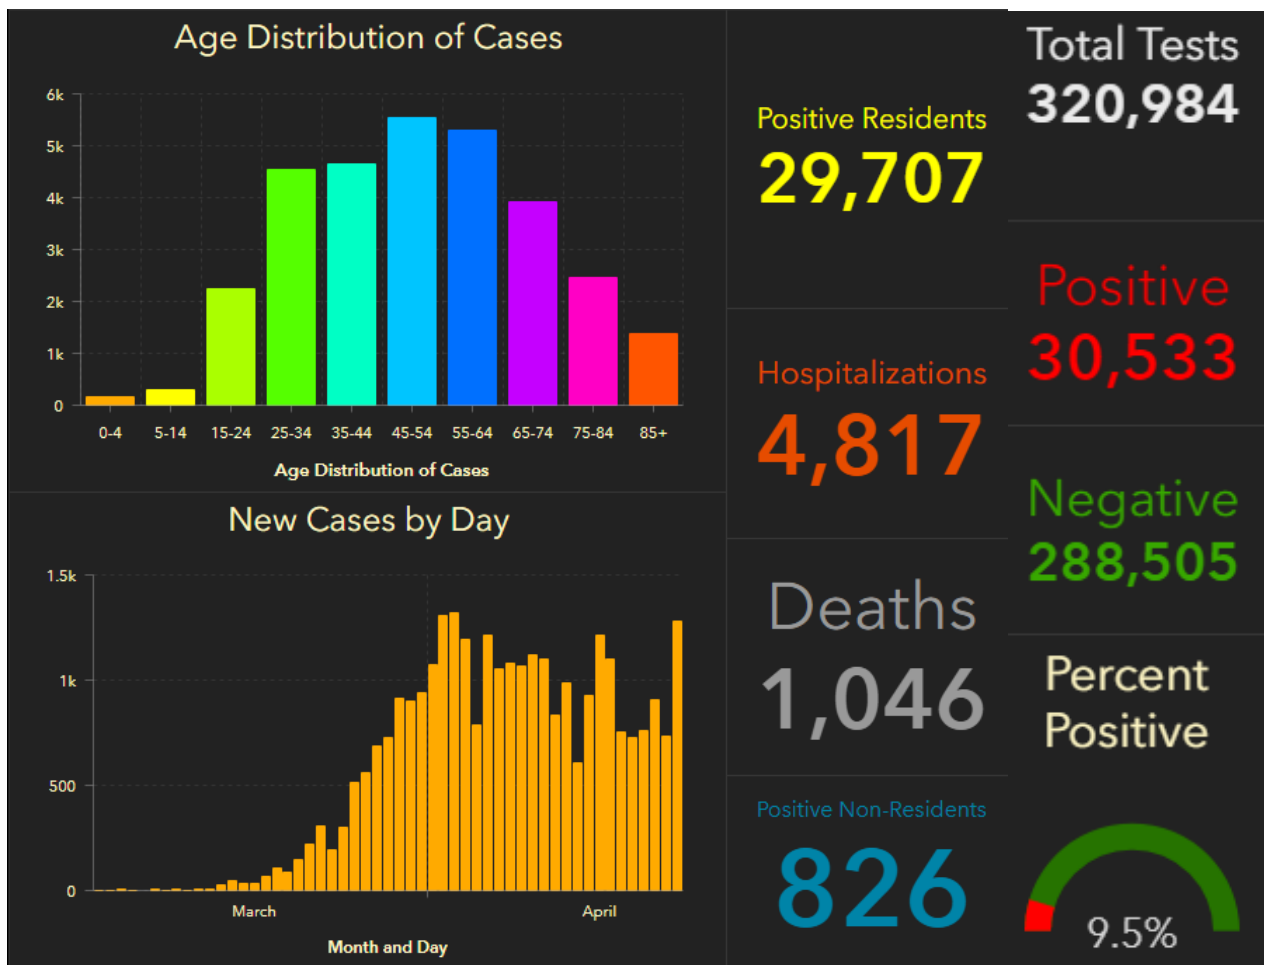 Age Distribution of Cases
6k
5k
4k
3k
2k
1k
0
0-4 5-14 15-24 25-34 35-44 45-54 55-64 65-74 75-84 85+
Age Distribution of Cases
New Cases by Day
1.5k
1k
500
0
March April
Month and Day
Positive Residents
29,707
Hospitalizations
4,817
Deaths
1,046
Positive Non-Residents
826
Total Tests
320,984
Positive
30,533
Negative
288,505
Percent
Positive
9.5%